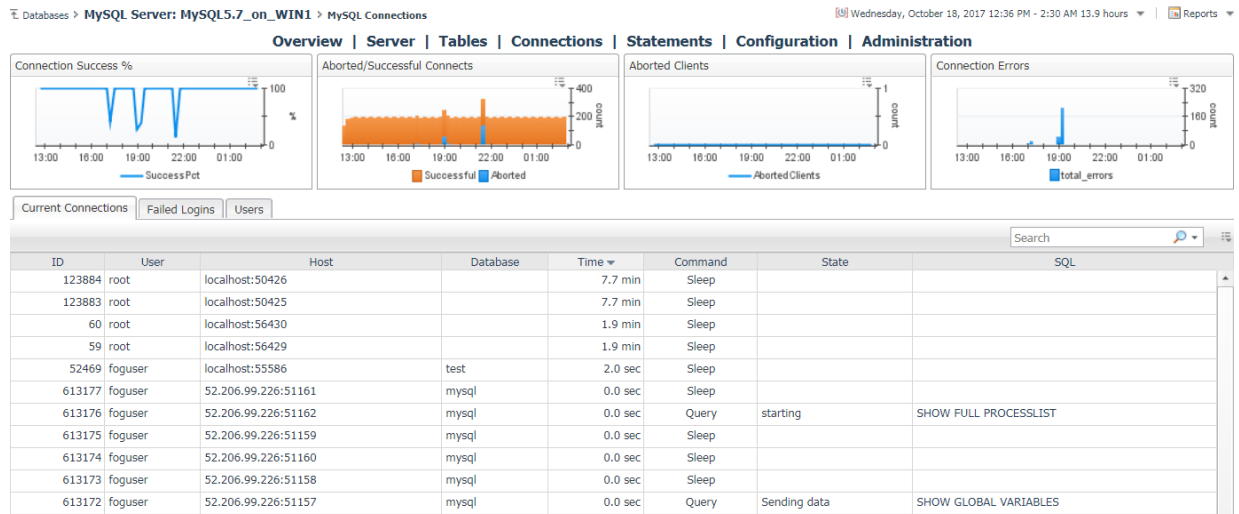 Databases > MySQL Server: MySQL5.7_on_WIN1 > MySQL Connections
Wednesday, October 18, 2017 12:36 PM - 2:30 AM 13.9 hours | Reports
Overview | Server | Tables | Connections | Statements | Configuration | Administration
Connection Success %
100
%
0
13:00 16:00 19:00 22:00 01:00
SuccessPct
Aborted/Successful Connects
400
200
0
count
13:00 16:00 19:00 22:00 01:00
Successful Aborted
Aborted Clients
1
0
count
13:00 16:00 19:00 22:00 01:00
AbortedClients
Connection Errors
320
160
0
count
13:00 16:00 19:00 22:00 01:00
total_errors
Current Connections Failed Logins Users
Search
ID User Host Database Time Command State SQL
123884 root localhost:50426 7.7 min Sleep
123883 root localhost:50425 7.7 min Sleep
60 root localhost:56430 1.9 min Sleep
59 root localhost:56429 1.9 min Sleep
52469 foguser localhost:55586 test 2.0 sec Sleep
613177 foguser 52.206.99.226:51161 mysql 0.0 sec Sleep
613176 foguser 52.206.99.226:51162 mysql 0.0 sec Query starting SHOW FULL PROCESSLIST
613175 foguser 52.206.99.226:51159 mysql 0.0 sec Sleep
613174 foguser 52.206.99.226:51160 mysql 0.0 sec Sleep
613173 foguser 52.206.99.226:51158 mysql 0.0 sec Sleep
613172 foguser 52.206.99.226:51157 mysql 0.0 sec Query Sending data SHOW GLOBAL VARIABLES